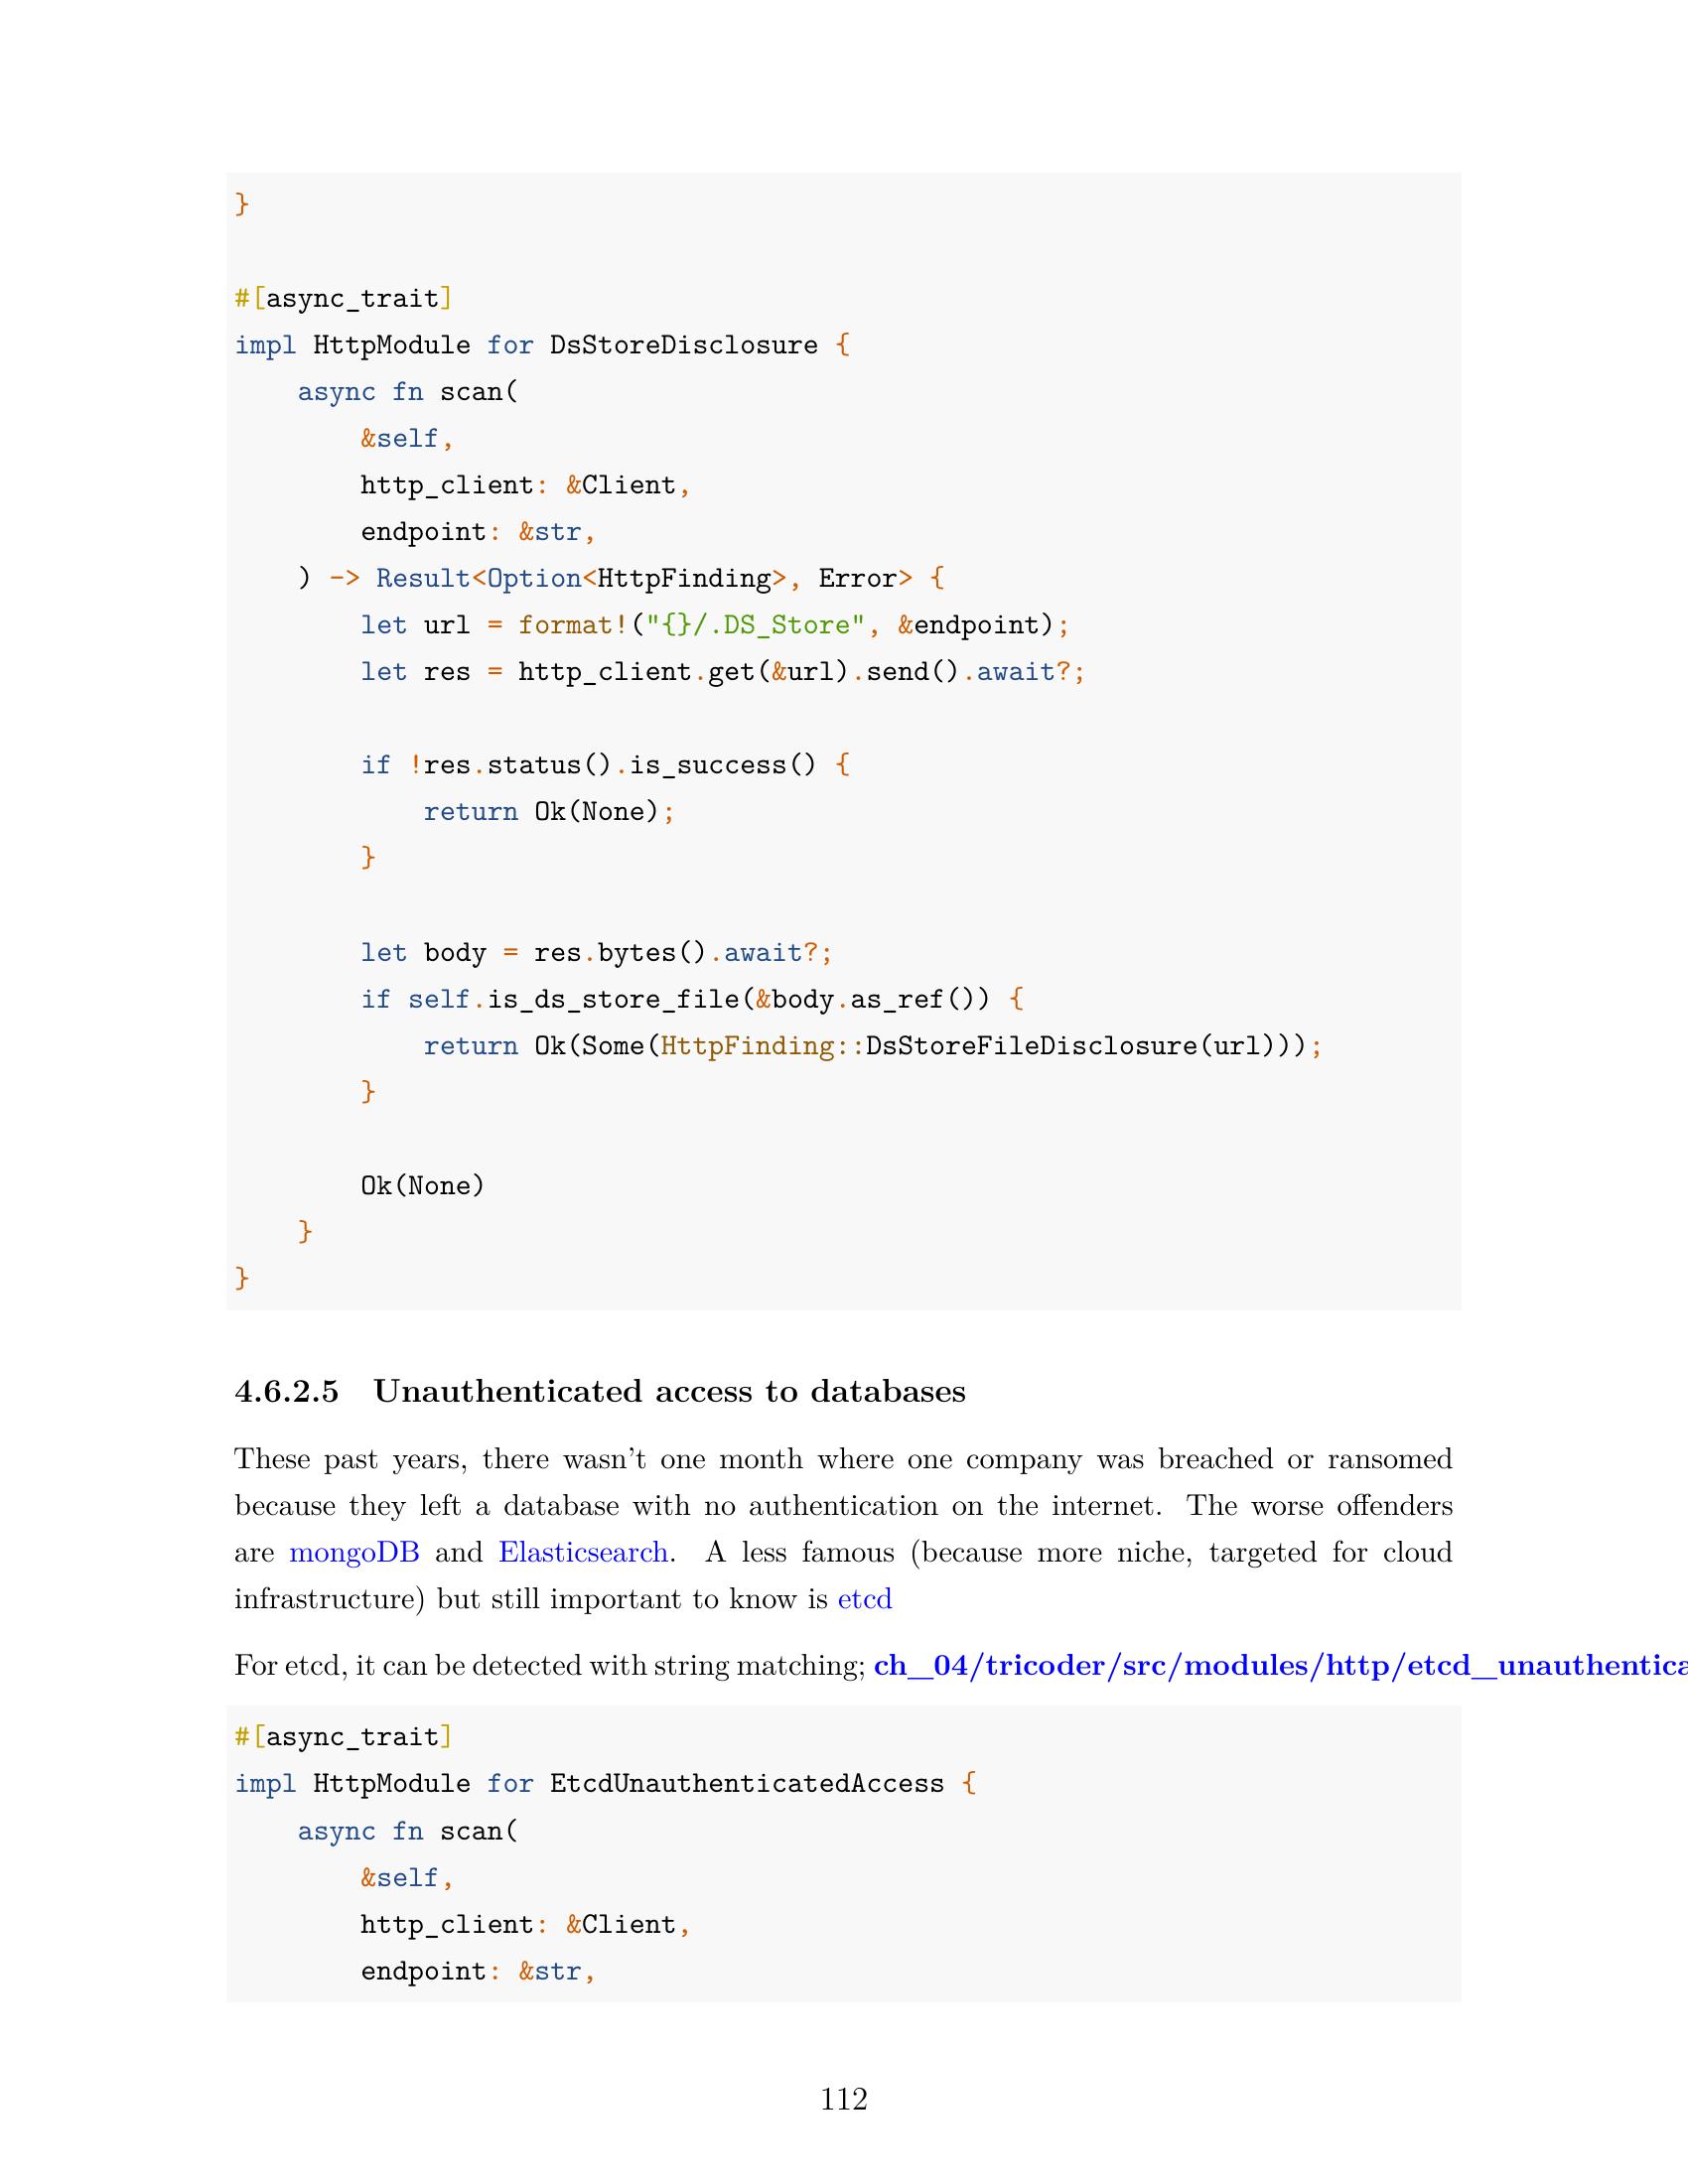 }
#[async_trait]
impl HttpModule for DsStoreDisclosure {
    async fn scan(
        &self,
        http_client: &Client,
        endpoint: &str,
    ) -> Result<Option<HttpFinding>, Error> {
        let url = format!("{}/.DS_Store", &endpoint);
        let res = http_client.get(&url).send().await?;
        if !res.status().is_success() {
            return Ok(None);
        }
        let body = res.bytes().await?;
        if self.is_ds_store_file(&body.as_ref()) {
            return Ok(Some(HttpFinding::DsStoreFileDisclosure(url)));
        }
        Ok(None)
    }
}
4.6.2.5 Unauthenticated access to databases
These past years, there wasn't one month where one company was breached or ransomed
because they left a database with no authentication on the internet. The worse offenders
are mongoDB and Elasticsearch. A less famous (because more niche, targeted for cloud
infrastructure) but still important to know is etcd
For etcd, it can be detected with string matching; ch_04/tricoder/src/modules/http/etcd_unauthentica
#[async_trait]
impl HttpModule for EtcdUnauthenticatedAccess {
    async fn scan(
        &self,
        http_client: &Client,
        endpoint: &str,
112